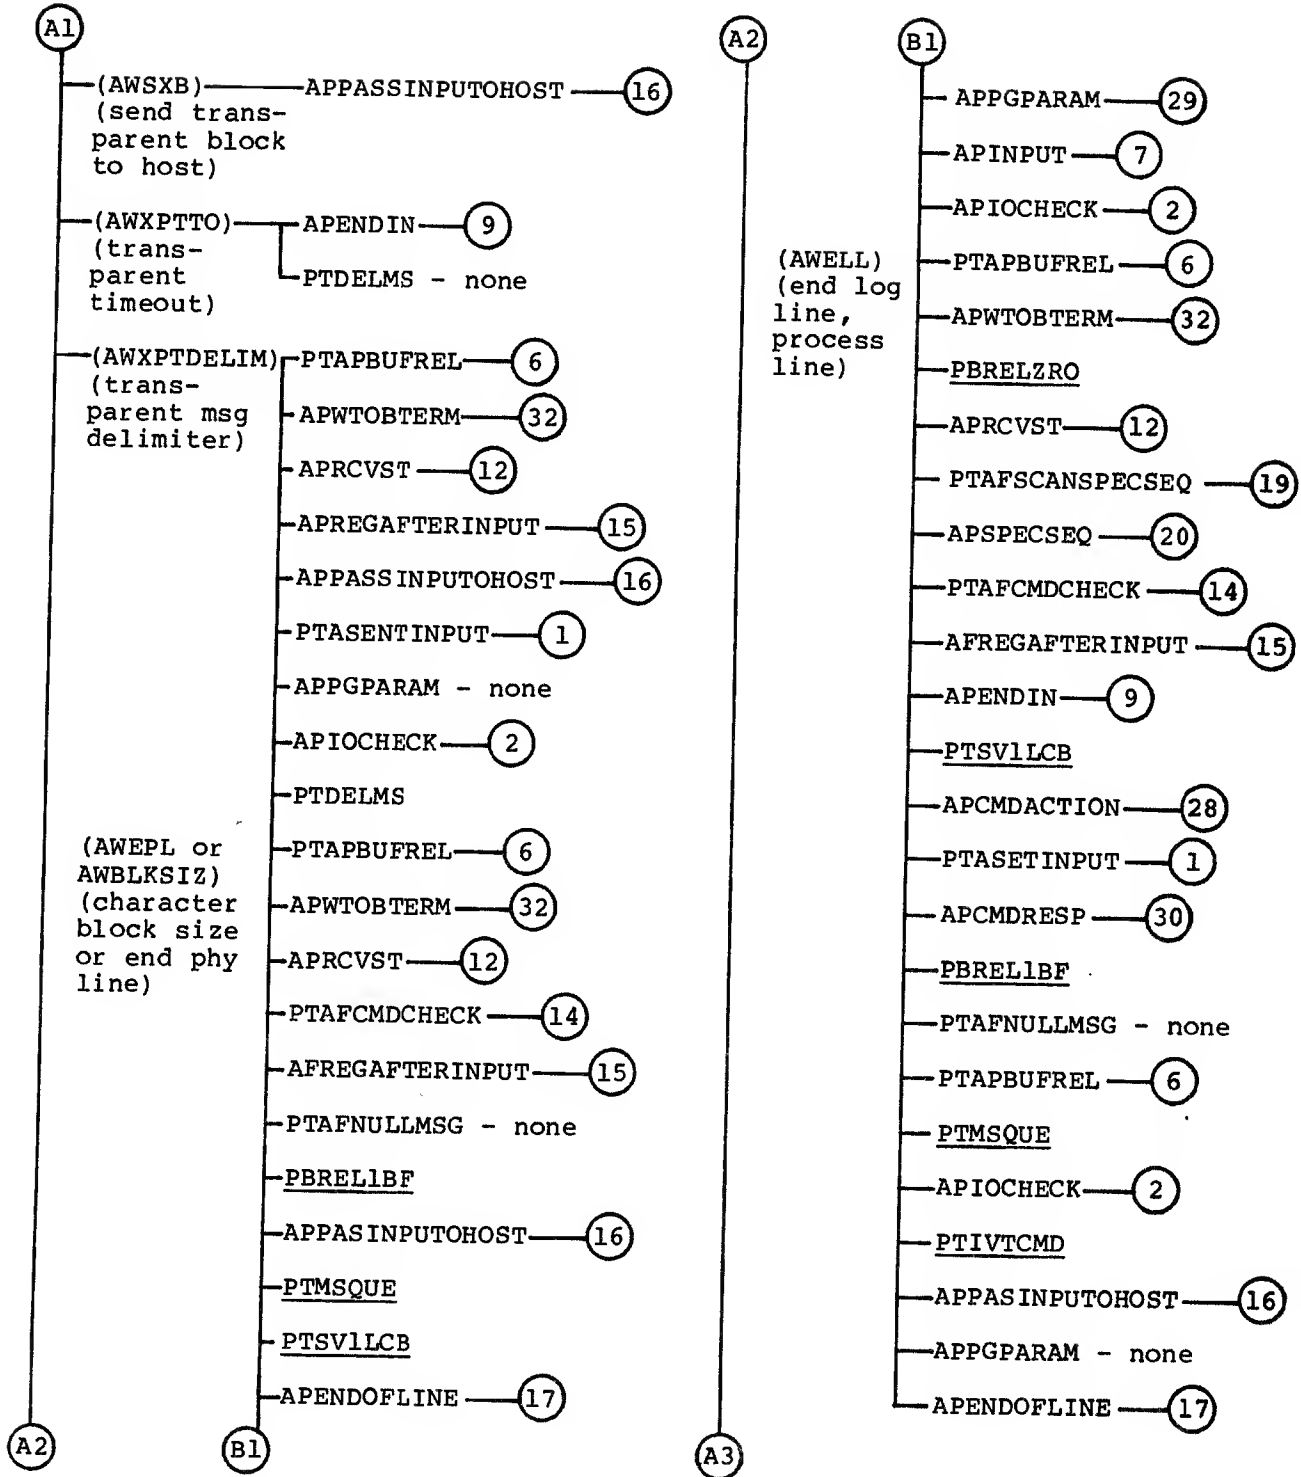 A1
(AWSXB) APPASSINPUTOHOST 16
(send trans-
parent block
to host)
(AWXPTTO) APENDIN 9
(trans-
parent
timeout)
PTDELMS - none
(AWXPTDELIM) PTAPBUFREL 6
(trans-
parent msg
delimiter)
APWTOBTERM 32
APRCVST 12
APREGAFTERINPUT 15
APPASSINPUTOHOST 16
PTASENTINPUT 1
APPGPARAM - none
APIOCHECK 2
PTDELMS
(AWEPL or
AWBLKSIZ)
(character
block size
or end phy
line)
PTAPBUFREL 6
APWTOBTERM 32
APRCVST 12
PTAFCMDCHECK 14
AFREGAFTERINPUT 15
PTAFNULLMSG - none
PBREL1BF
APPASINPUTOHOST 16
PTMSQUE
PTSV1LCB
APENDOFLINE 17
A2
B1
A2
B1
APPGPARAM 29
APINPUT 7
APIOCHECK 2
(AWELL)
(end log
line,
process
line)
PTAPBUFREL 6
APWTOBTERM 32
PBRELZRO
APRCVST 12
PTAFSCANSPECSEQ 19
APSPECSEQ 20
PTAFCMDCHECK 14
AFREGAFTERINPUT 15
APENDIN 9
PTSV1LCB
APCMDACTION 28
PTASETINPUT 1
APCMDRESP 30
PBREL1BF
PTAFNULLMSG - none
PTAPBUFREL 6
PTMSQUE
APIOCHECK 2
PTIVTCMD
APPASINPUTOHOST 16
APPGPARAM - none
APENDOFLINE 17
A3